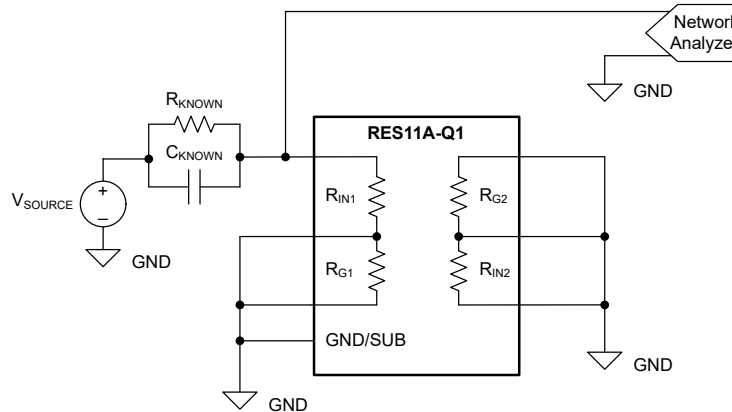 Network
Analyze
GND
RKNOWN
CKNOWN
VSOURCE
+
−
GND
RES11A-Q1
RIN1
RG2
RG1
RIN2
GND/SUB
GND
GND